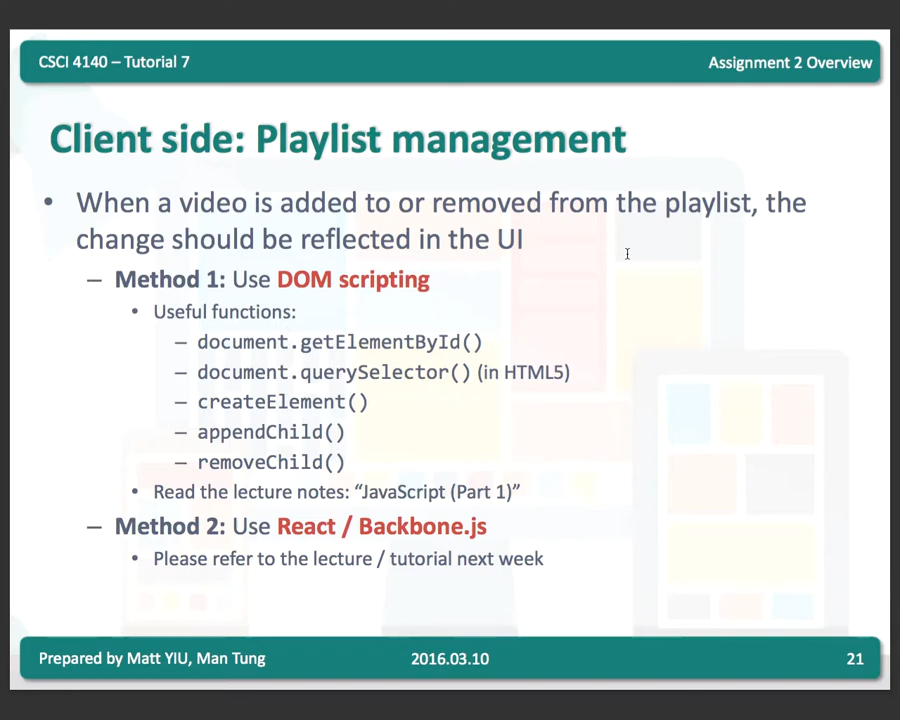 CSCI 4140 – Tutorial 7
Assignment 2 Overview
Client side: Playlist management
• When a video is added to or removed from the playlist, the
change should be reflected in the UI
– Method 1: Use DOM scripting
• Useful functions:
– document.getElementById()
– document.querySelector() (in HTML5)
– createElement()
– appendChild()
– removeChild()
• Read the lecture notes: “JavaScript (Part 1)”
– Method 2: Use React / Backbone.js
• Please refer to the lecture / tutorial next week
Prepared by Matt YIU, Man Tung
2016.03.10
21